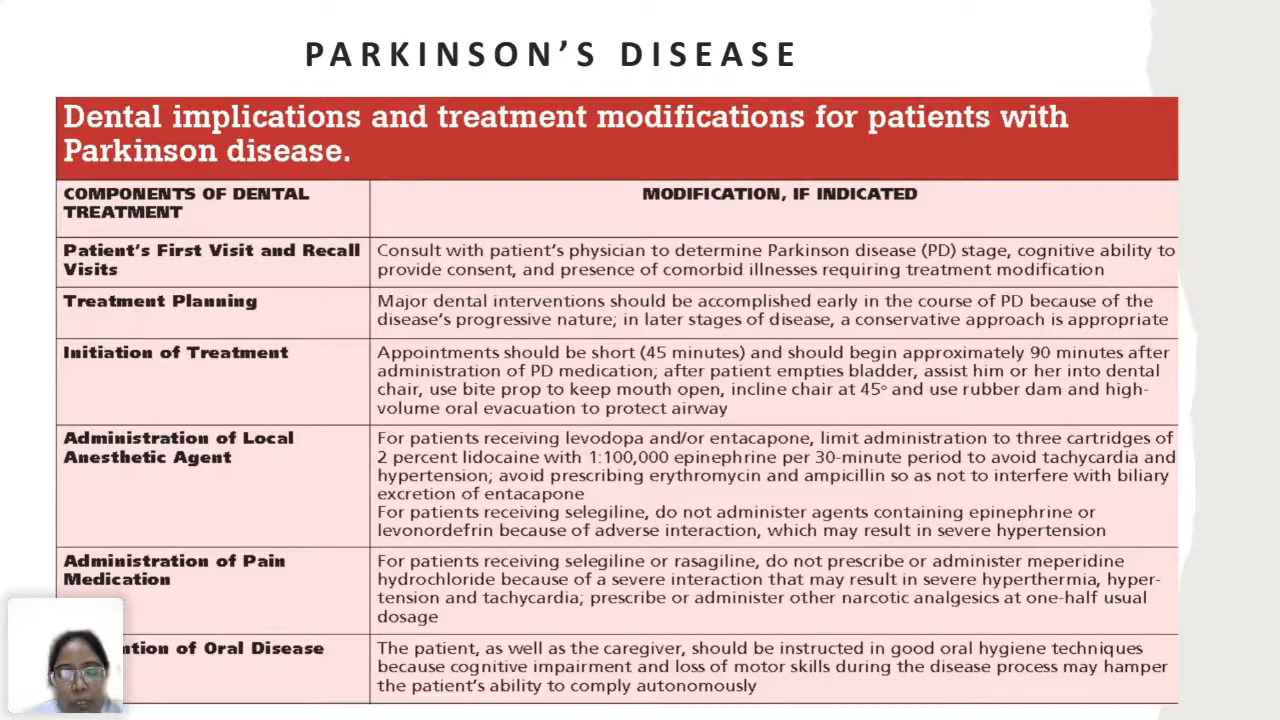 PARKINSON’S DISEASE
Dental implications and treatment modifications for patients with
Parkinson disease.
COMPONENTS OF DENTAL
TREATMENT
MODIFICATION, IF INDICATED
Patient’s First Visit and Recall
Visits
Consult with patient’s physician to determine Parkinson disease (PD) stage, cognitive ability to
provide consent, and presence of comorbid illnesses requiring treatment modification
Treatment Planning
Major dental interventions should be accomplished early in the course of PD because of the
disease’s progressive nature; in later stages of disease, a conservative approach is appropriate
Initiation of Treatment
Appointments should be short (45 minutes) and should begin approximately 90 minutes after
administration of PD medication; after patient empties bladder, assist him or her into dental
chair, use bite prop to keep mouth open, incline chair at 45° and use rubber dam and high-
volume oral evacuation to protect airway
Administration of Local
Anesthetic Agent
For patients receiving levodopa and/or entacapone, limit administration to three cartridges of
2 percent lidocaine with 1:100,000 epinephrine per 30-minute period to avoid tachycardia and
hypertension; avoid prescribing erythromycin and ampicillin so as not to interfere with biliary
excretion of entacapone
For patients receiving selegiline, do not administer agents containing epinephrine or
levonordefrin because of adverse interaction, which may result in severe hypertension
Administration of Pain
Medication
For patients receiving selegiline or rasagiline, do not prescribe or administer meperidine
hydrochloride because of a severe interaction that may result in severe hyperthermia, hyper-
tension and tachycardia; prescribe or administer other narcotic analgesics at one-half usual
dosage
of Oral Disease
The patient, as well as the caregiver, should be instructed in good oral hygiene techniques
because cognitive impairment and loss of motor skills during the disease process may hamper
the patient’s ability to comply autonomously